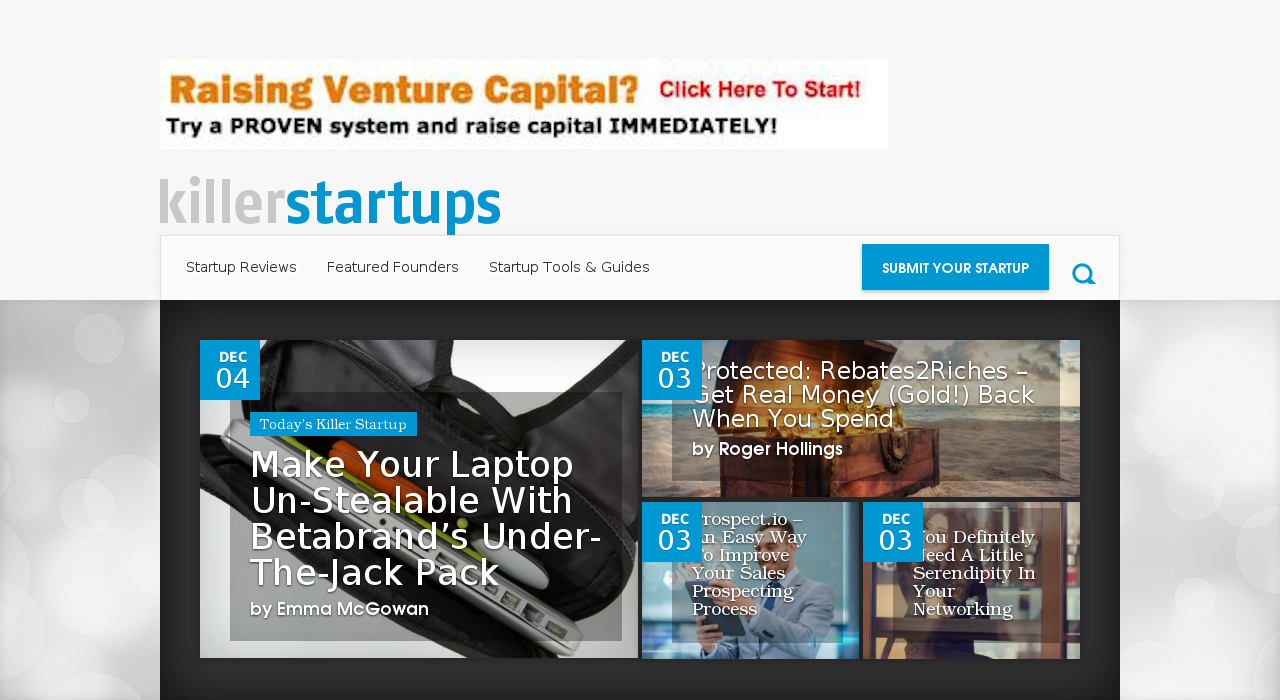 Raising Venture Capital? Click Here To Start!
Try a PROVEN system and raise capital IMMEDIATELY!
killerstartups
Startup Reviews
Featured Founders
Startup Tools & Guides
SUBMIT YOUR STARTUP
DEC
04
Today's Killer Startup
Make Your Laptop
Un-Stealable With
Betabrand’s Under-
The-Jack Pack
by Emma McGowan
DEC
03
Protected: Rebates2Riches –
Get Real Money (Gold!) Back
When You Spend
by Roger Hollings
DEC
03
Prospect.io –
An Easy Way
To Improve
Your Sales
Prospecting
Process
DEC
03
You Definitely
Need A Little
Serendipity In
Your
Networking